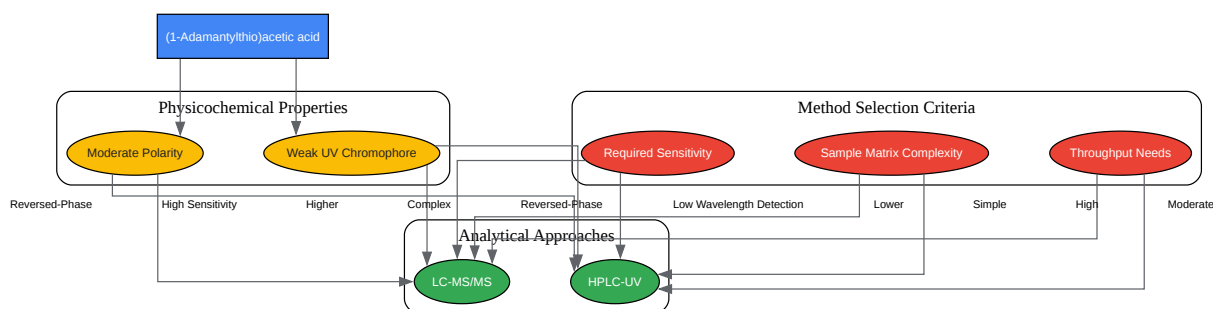 (1-Adamantylthio)acetic acid
Physicochemical Properties
Method Selection Criteria
Moderate Polarity
Weak UV Chromophore
Required Sensitivity
Sample Matrix Complexity
Throughput Needs
Reversed-Phase
High Sensitivity
Higher
Complex
Reversed-Phase
Low Wavelength Detection
Lower
Simple
High
Moderate
Analytical Approaches
LC-MS/MS
HPLC-UV